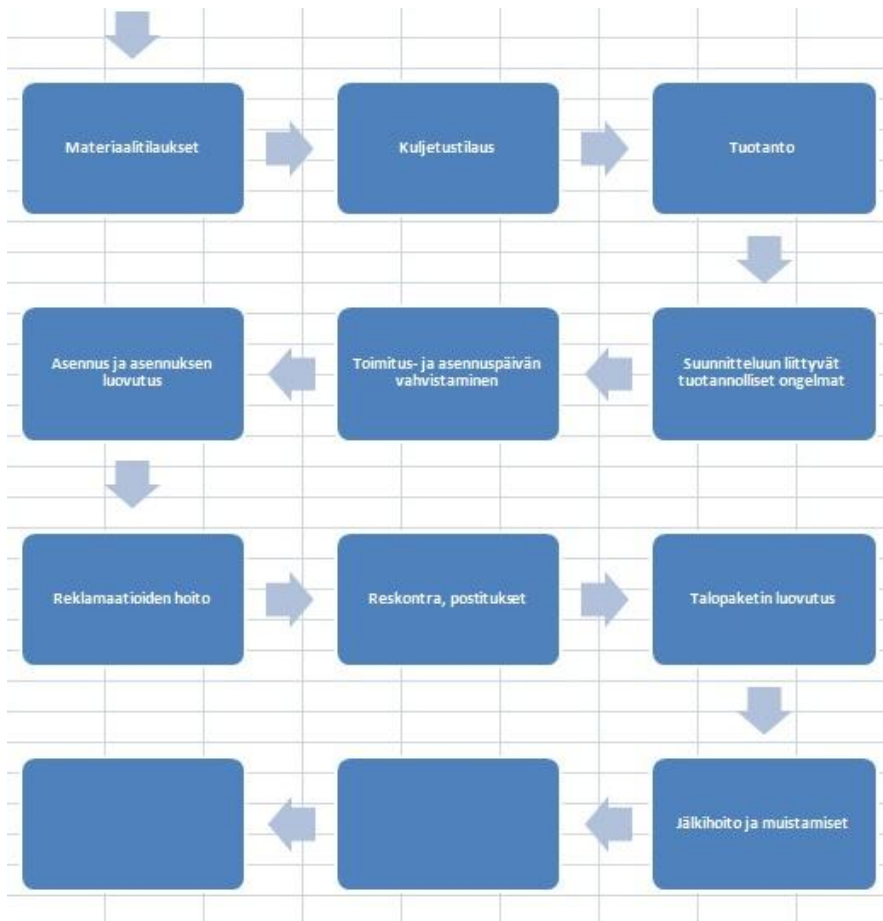 Materiaalitilaukset
Kuljetustilaus
Tuotanto
Suunnitteluun liittyvät
tuotannolliset ongelmat
Toimitus- ja asennuspäivän
vahvistaminen
Asennus ja asennuksen
luovutus
Reklamaatioiden hoito
Reskontra, postitukset
Talopaketin luovutus
Jälkihoito ja muistamiset